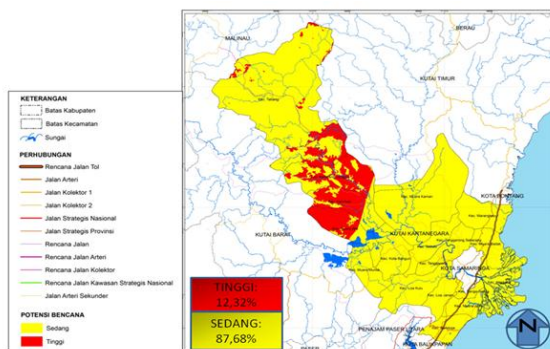 KETERANGAN
Batas Kabupaten
Batas Kecamatan
Sungai
PERHUBUNGAN
Rencana Jalan Tol
Jalan Arteri
Jalan Kolektor 1
Jalan Kolektor 2
Jalan Strategis Nasional
Jalan Strategis Provinsi
Rencana Jalan
Rencana Jalan Arteri
Rencana Jalan Kolektor
Rencana Jalan Kawasan Strategis Nasional
Jalan Arteri Sekunder
POTENSI BENCANA
Sedang
Tinggi
MALINAU
BERAU
KUTAI TIMUR
KOTA BONTANG
KUTAI KARTANEGARA
KUTAI BARAT
KOTA SAMARINDA
TINGGI:
12,32%
SEDANG:
87,68%
PENAJAM PASER UTARA
KOTA BALIKPAPAN
PASER
N